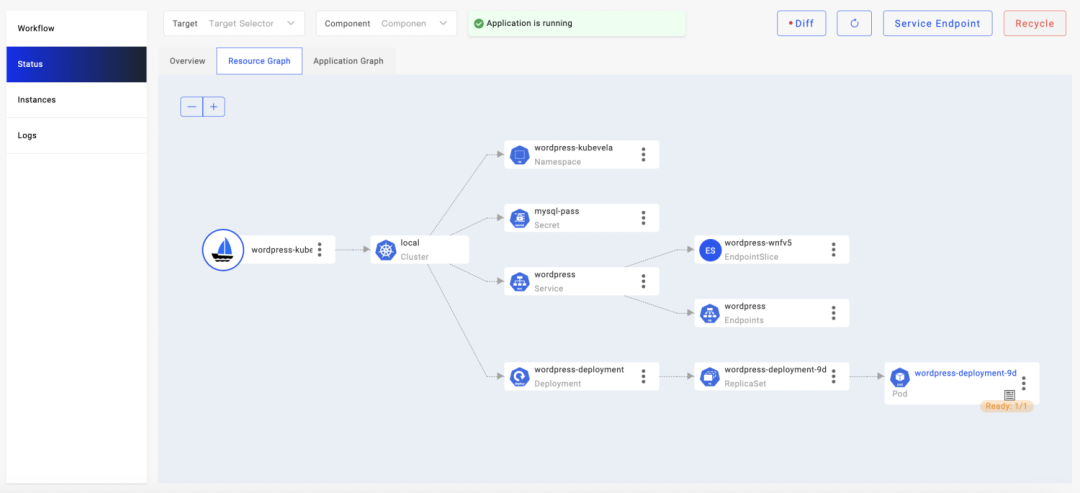 Workflow
Status
Instances
Logs
Target Target Selector
Component Componen
Application is running
Diff
Service Endpoint
Recycle
Overview
Resource Graph
Application Graph
wordpress-kubevela
Namespace
mysql-pass
Secret
wordpress-kube
local
Cluster
wordpress
Service
ES
wordpress-wnfv5
EndpointSlice
wordpress
Endpoints
wordpress-deployment
Deployment
wordpress-deployment-9d
ReplicaSet
wordpress-deployment-9d
Pod
Ready: 1/1